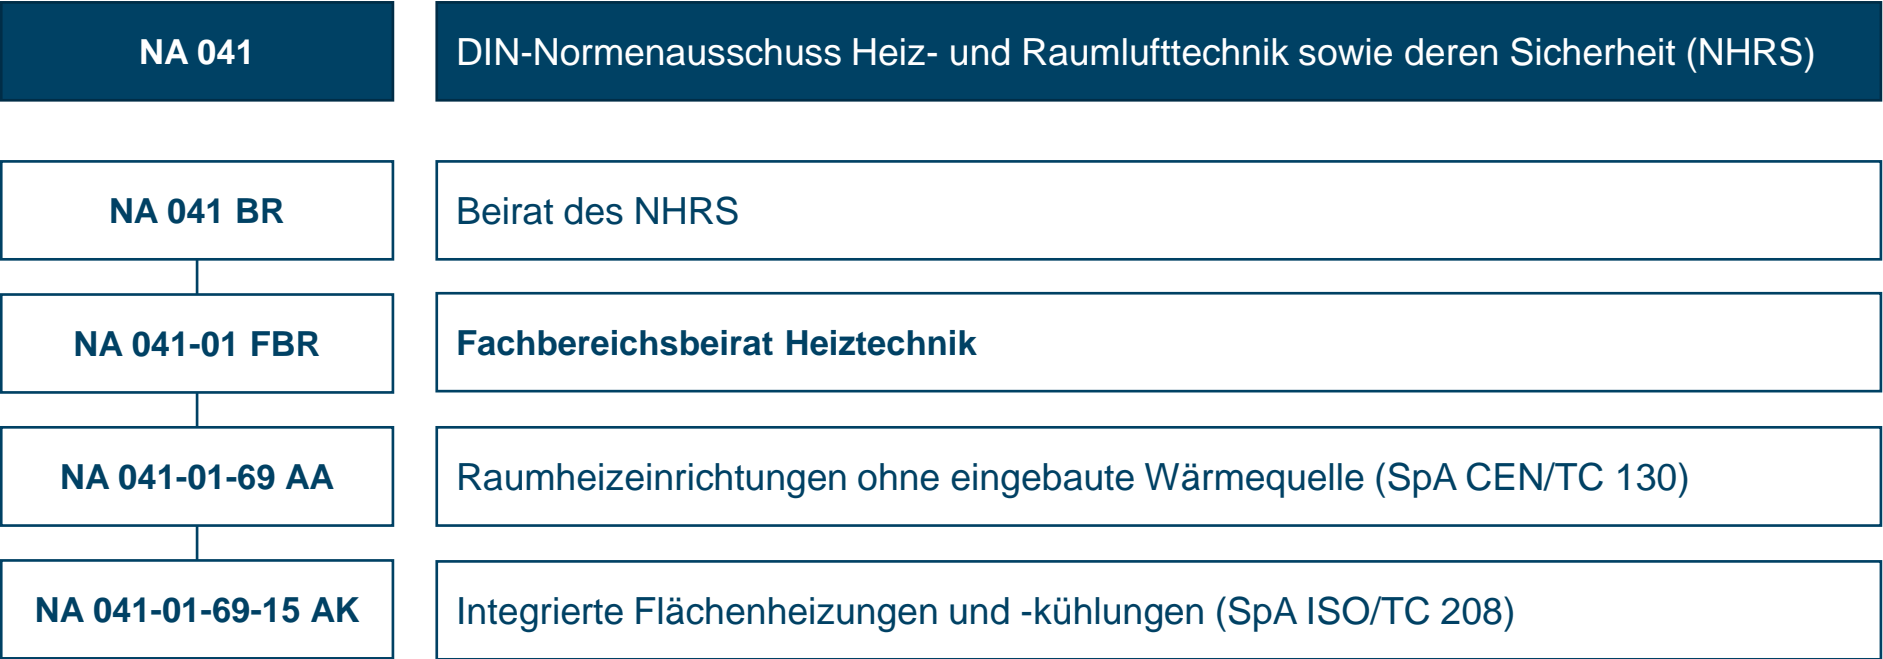 NA 041
DIN-Normenausschuss Heiz- und Raumlufttechnik sowie deren Sicherheit (NHRS)
NA 041 BR
Beirat des NHRS
NA 041-01 FBR
Fachbereichsbeirat Heiztechnik
NA 041-01-69 AA
Raumheizeinrichtungen ohne eingebaute Wärmequelle (SpA CEN/TC 130)
NA 041-01-69-15 AK
Integrierte Flächenheizungen und -kühlungen (SpA ISO/TC 208)